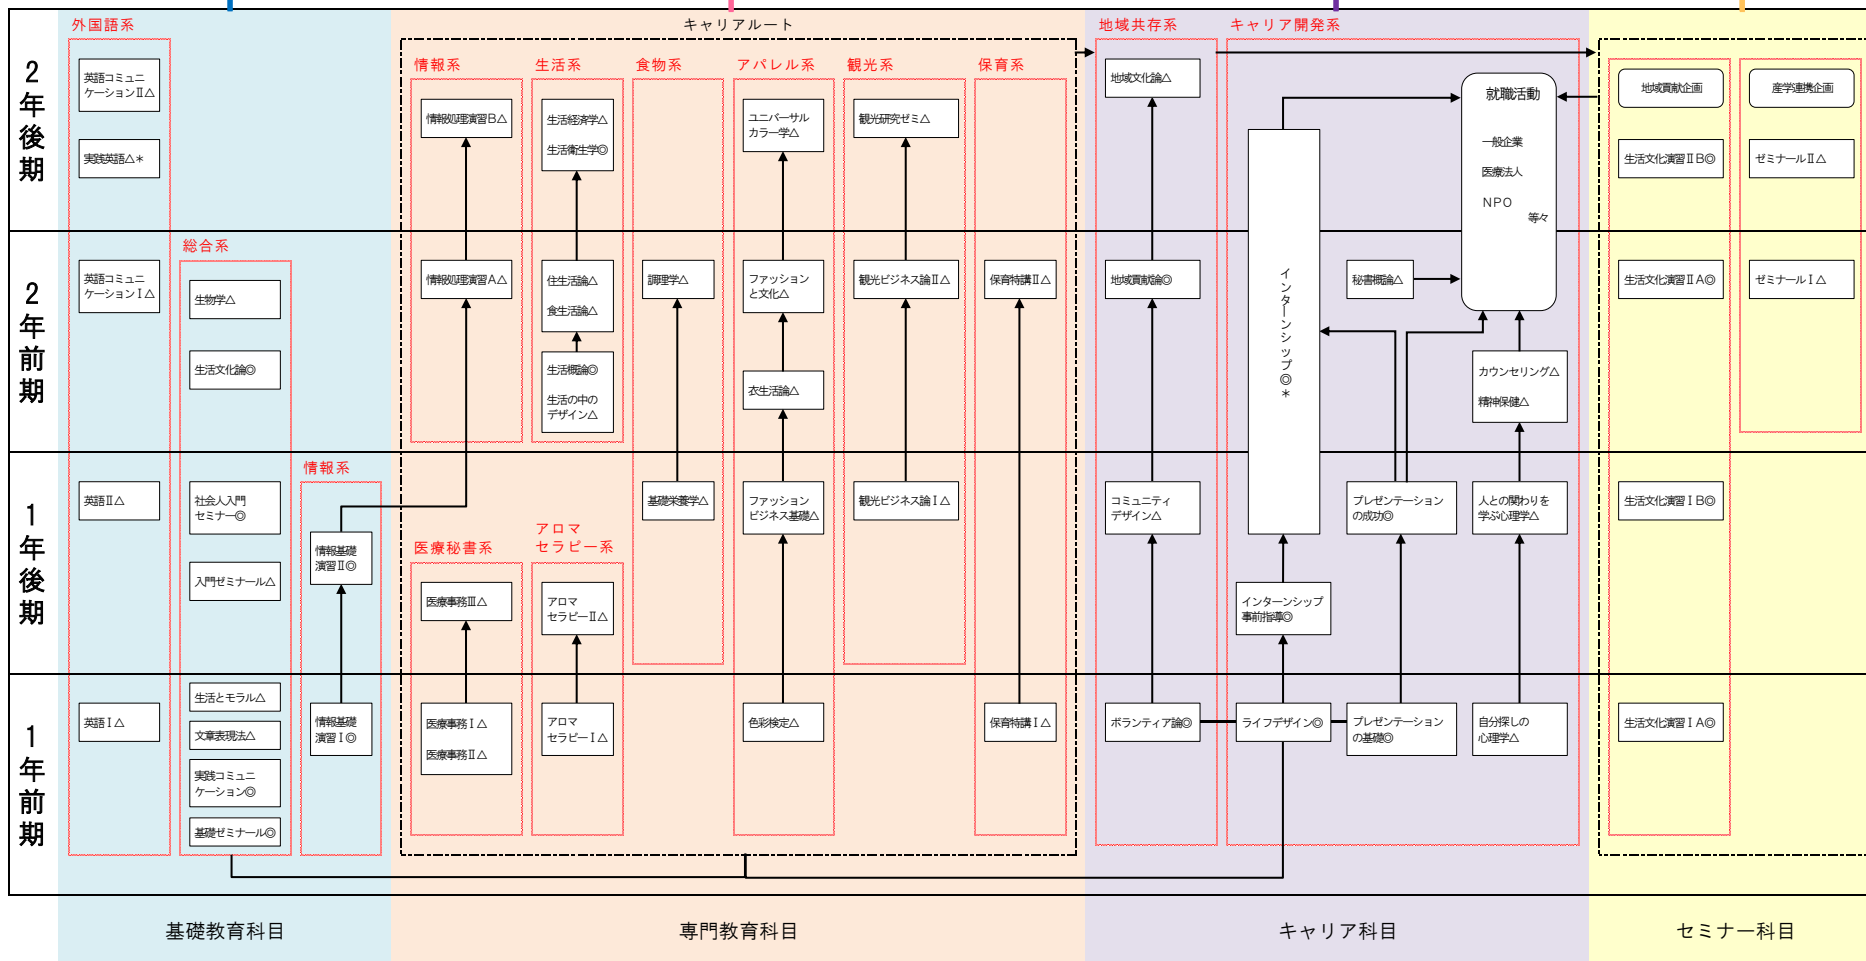 外国語系
キャリアルート
地域共存系
キャリア開発系
2年後期
情報系
生活系
食物系
アパレル系
観光系
保育系
英語コミュニ
ケーションⅡ△
実践英語△＊
情報処理演習B△
生活経済学△
生活衛生学◎
ユニバーサル
カラー学△
観光研究ゼミ△
地域文化論△
就職活動
一般企業
医療法人
NPO
等々
地域貢献企画
産学連携企画
生活文化演習ⅡB◎
ゼミナールⅡ△
2年前期
総合系
英語コミュニ
ケーションⅠ△
生物学△
生活文化論◎
情報処理演習A△
住生活論△
食生活論△
生活概論◎
生活の中の
デザイン△
調理学△
ファッション
と文化△
衣生活論△
観光ビジネス論Ⅱ△
保育特講Ⅱ△
地域貢献論◎
インターンシップ◎＊
秘書概論△
カウンセリング△
精神保健△
生活文化演習ⅡA◎
ゼミナールⅠ△
1年後期
情報系
英語Ⅱ△
社会人入門
セミナー◎
入門ゼミナール△
情報基礎
演習Ⅱ◎
医療秘書系
アロマ
セラピー系
医療事務Ⅲ△
アロマ
セラピーⅡ△
基礎栄養学△
ファッション
ビジネス基礎△
観光ビジネス論Ⅰ△
コミュニティ
デザイン△
インターンシップ
事前指導◎
プレゼンテーション
の成功◎
人との関わりを
学ぶ心理学△
生活文化演習ⅠB◎
1年前期
英語Ⅰ△
生活とモラル△
文章表現法△
実践コミュニ
ケーション◎
基礎ゼミナール◎
情報基礎
演習Ⅰ◎
医療事務Ⅰ△
医療事務Ⅱ△
アロマ
セラピーⅠ△
色彩検定△
保育特講Ⅰ△
ボランティア論◎
ライフデザイン◎
プレゼンテーション
の基礎◎
自分探しの
心理学△
生活文化演習ⅠA◎
基礎教育科目
専門教育科目
キャリア科目
セミナー科目